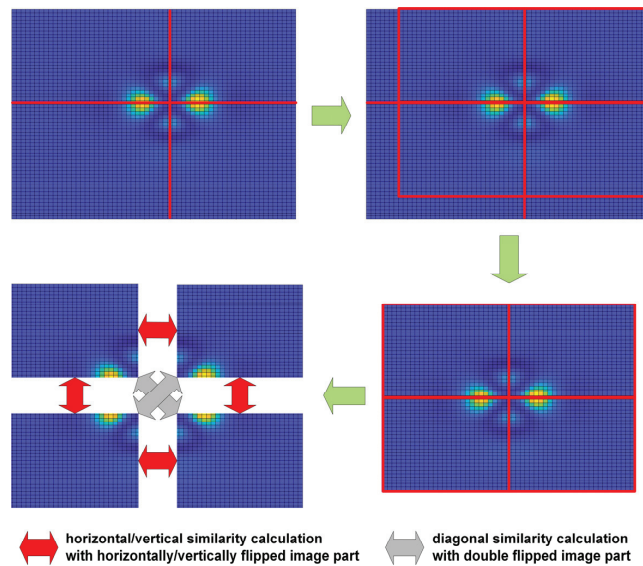 horizontal/vertical similarity calculation
with horizontally/vertically flipped image part
diagonal similarity calculation
with double flipped image part